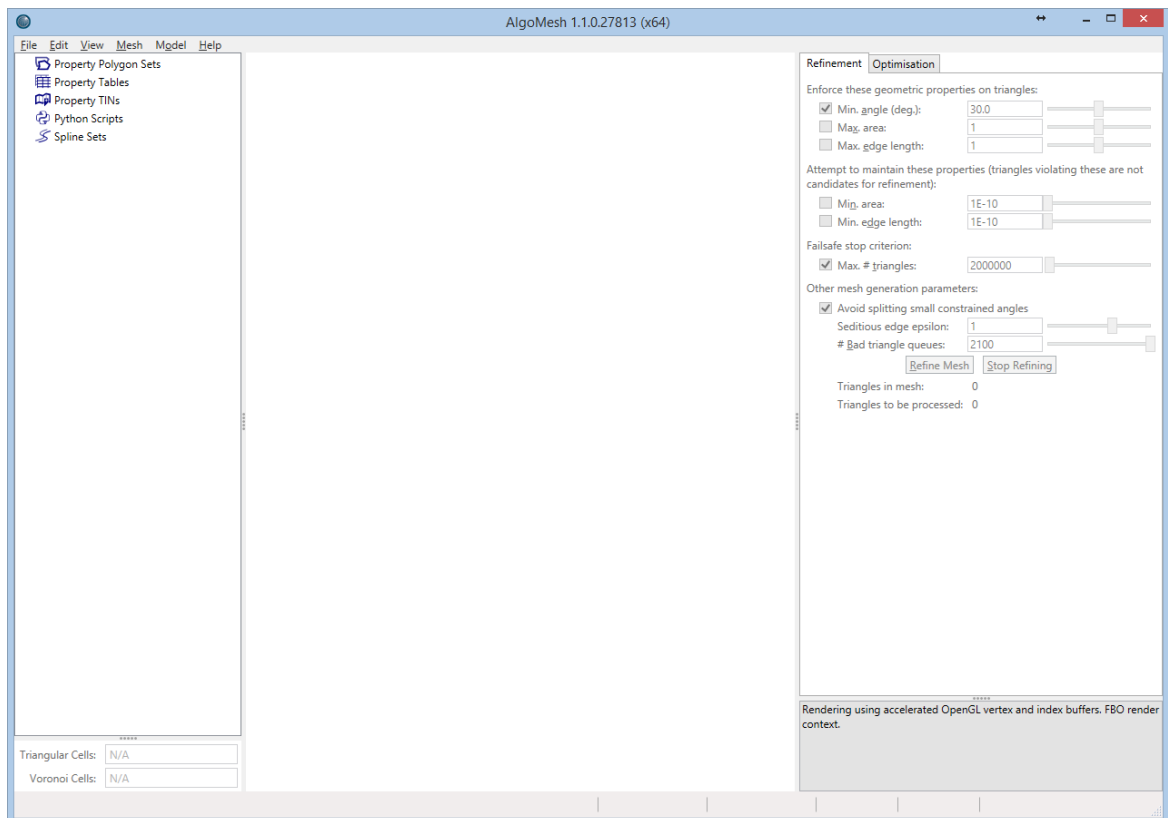 AlgoMesh 1.1.0.27813 (x64)
File Edit View Mesh Model Help
Property Polygon Sets
Property Tables
Property TINs
Python Scripts
Spline Sets
Triangular Cells: N/A
Voronoi Cells: N/A
Refinement Optimisation
Enforce these geometric properties on triangles:
Min. angle (deg.): 30.0
Max. area: 1
Max. edge length: 1
Attempt to maintain these properties (triangles violating these are not
candidates for refinement):
Min. area: 1E-10
Min. edge length: 1E-10
Failsafe stop criterion:
Max. # triangles: 2000000
Other mesh generation parameters:
Avoid splitting small constrained angles
Seditious edge epsilon: 1
# Bad triangle queues: 2100
Refine Mesh Stop Refining
Triangles in mesh: 0
Triangles to be processed: 0
Rendering using accelerated OpenGL vertex and index buffers. FBO render
context.